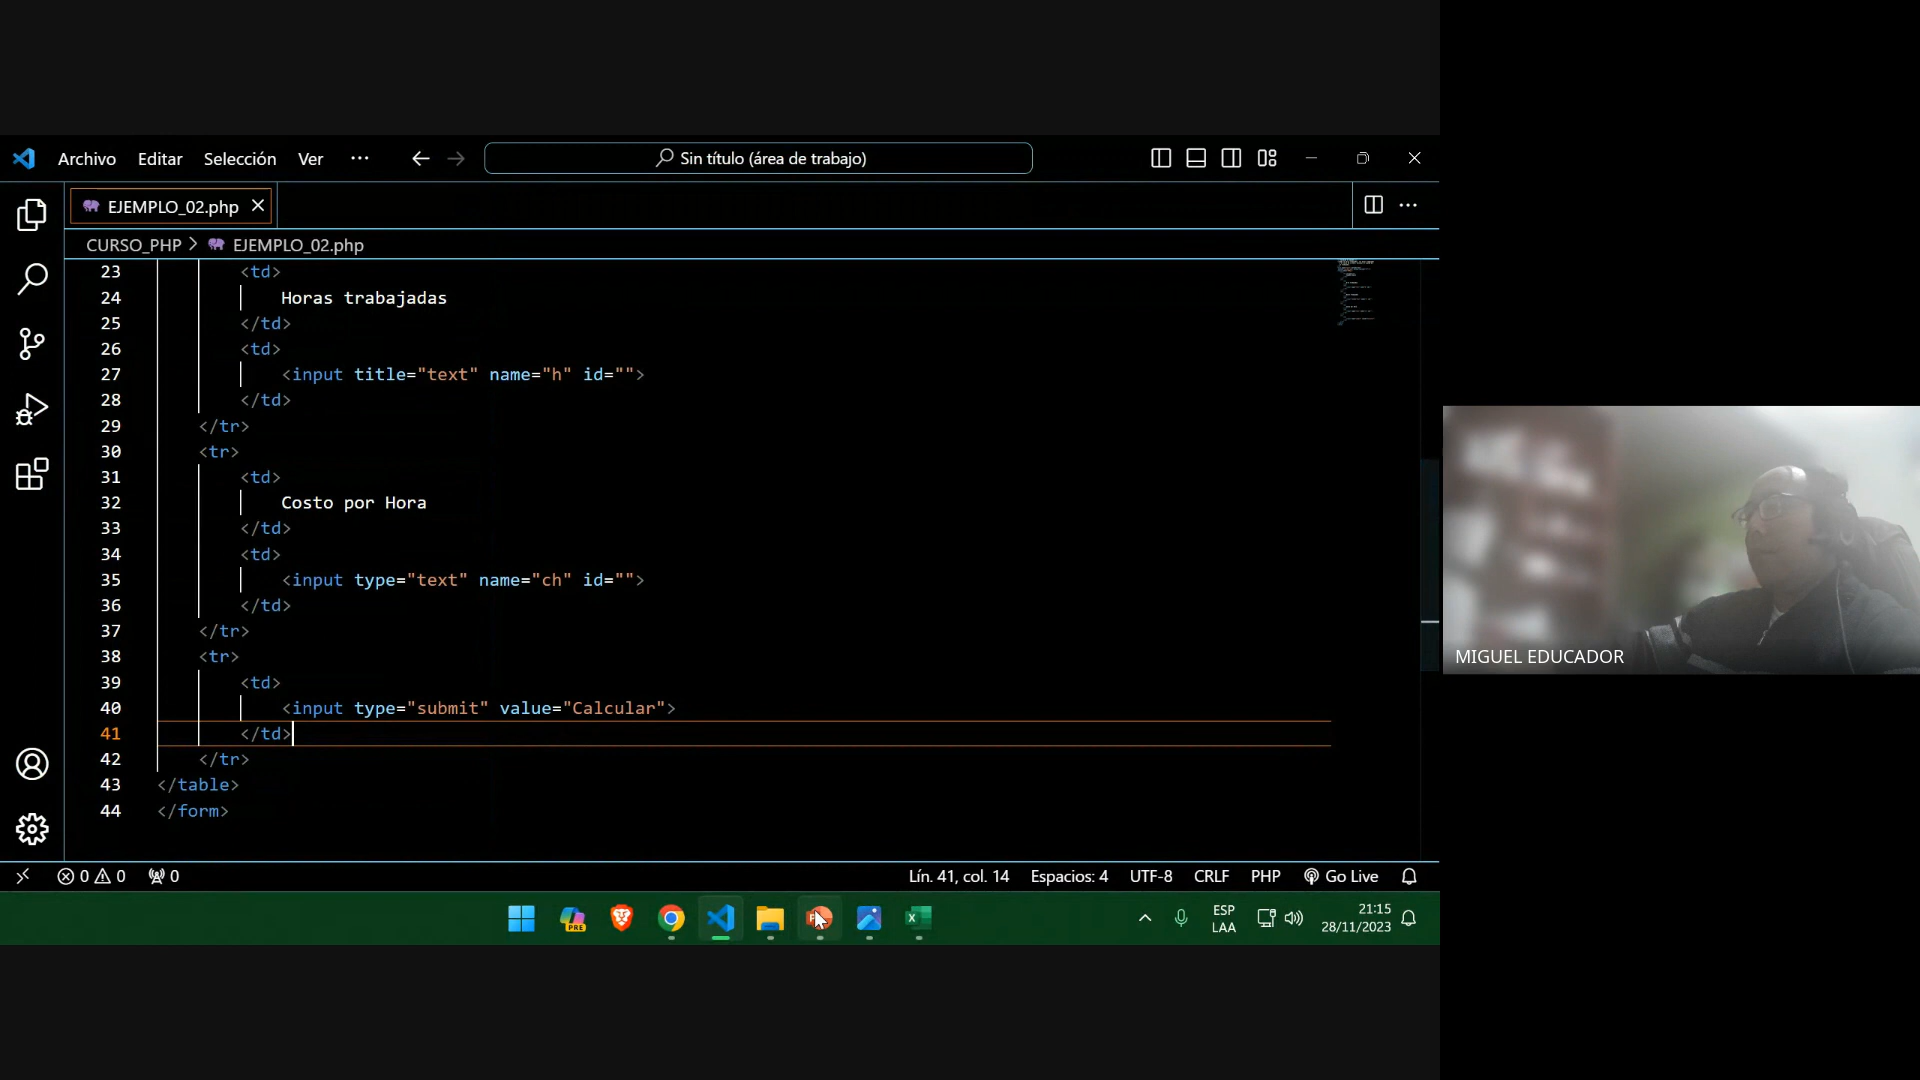 Archivo Editar Selección Ver ··· Sin título (área de trabajo)
EJEMPLO_02.php
CURSO_PHP > EJEMPLO_02.php
23 <td>
24 Horas trabajadas
25 </td>
26 <td>
27 <input title="text" name="h" id="">
28 </td>
29 </tr>
30 <tr>
31 <td>
32 Costo por Hora
33 </td>
34 <td>
35 <input type="text" name="ch" id="">
36 </td>
37 </tr>
38 <tr>
39 <td>
40 <input type="submit" value="Calcular">
41 </td>
42 </tr>
43 </table>
44 </form>
0 0 0 Lín. 41, col. 14 Espacios: 4 UTF-8 CRLF PHP Go Live
PRE
ESP
LAA
21:15
28/11/2023
MIGUEL EDUCADOR